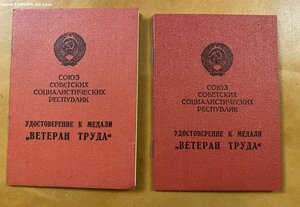 СОЮЗ
СОВЕТСКИХ
СОЦИАЛИСТИЧЕСКИХ
РЕСПУБЛИК
УДОСТОВЕРЕНИЕ К МЕДАЛИ
„ВЕТЕРАН ТРУДА“
СОЮЗ
СОВЕТСКИХ
СОЦИАЛИСТИЧЕСКИХ
РЕСПУБЛИК
УДОСТОВЕРЕНИЕ К МЕДАЛИ
„ВЕТЕРАН ТРУДА“